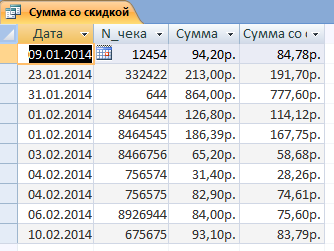 Сумма со скидкой
Дата N_чека Сумма Сумма со с
09.01.2014 12454 94,20р. 84,78р.
23.01.2014 332422 213,00р. 191,70р.
31.01.2014 644 864,00р. 777,60р.
01.02.2014 8464544 126,80р. 114,12р.
01.02.2014 8464545 186,39р. 167,75р.
03.02.2014 8466756 65,20р. 58,68р.
04.02.2014 756574 31,40р. 28,26р.
04.02.2014 756575 82,90р. 74,61р.
06.02.2014 8926944 84,00р. 75,60р.
10.02.2014 675675 93,10р. 83,79р.